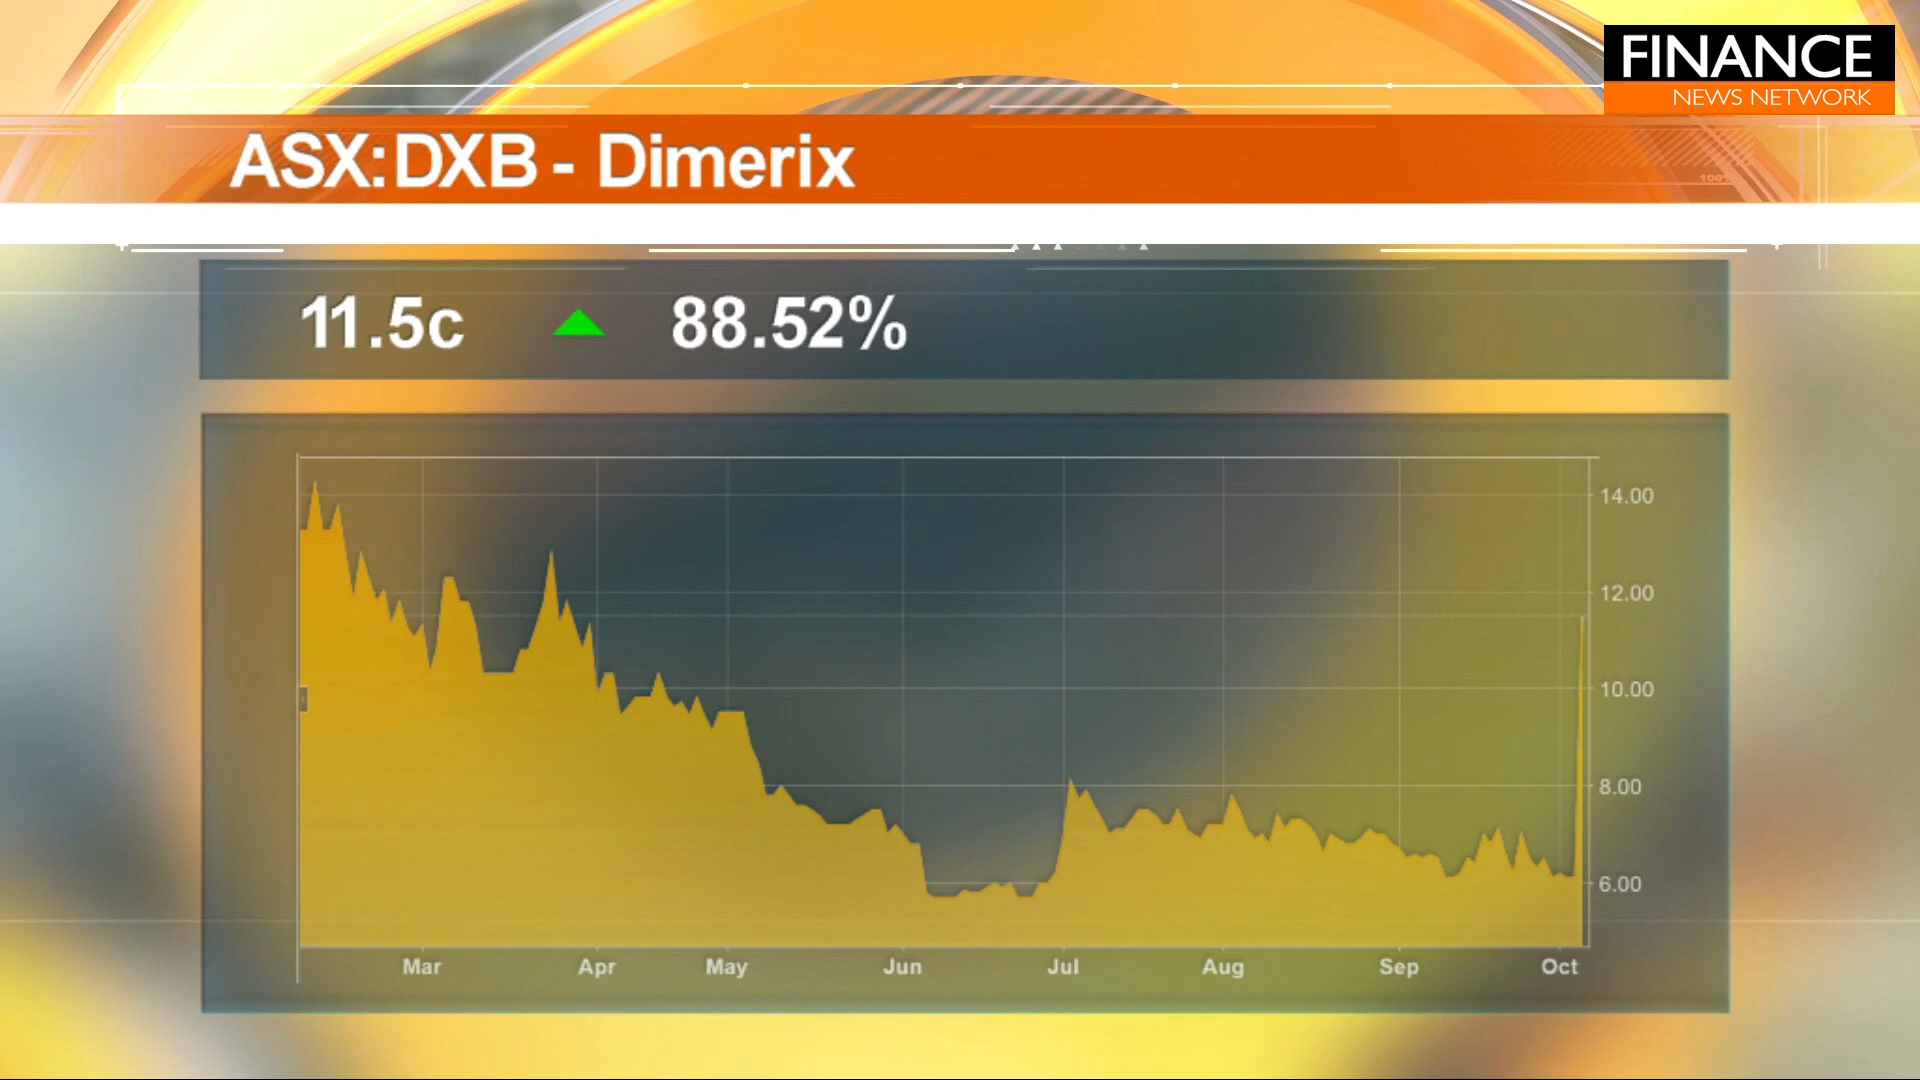 FINANCE
NEWS NETWORK
ASX:DXB - Dimerix
100%
11.5c 88.52%
14.00
12.00
10.00
8.00
6.00
Mar Apr May Jun Jul Aug Sep Oct